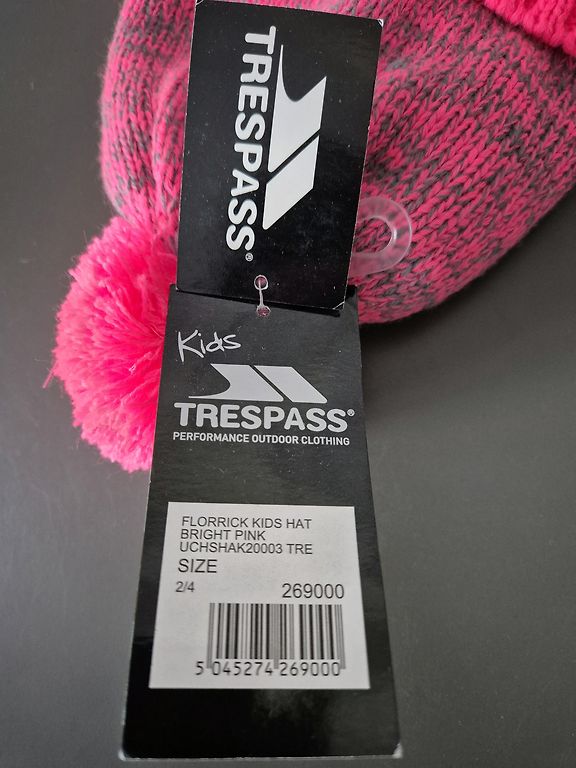 TRESPASS®
Kids
TRESPASS®
PERFORMANCE OUTDOOR CLOTHING
FLORRICK KIDS HAT
BRIGHT PINK
UCHSHAK20003 TRE
SIZE
2/4 269000
5 045274 269000